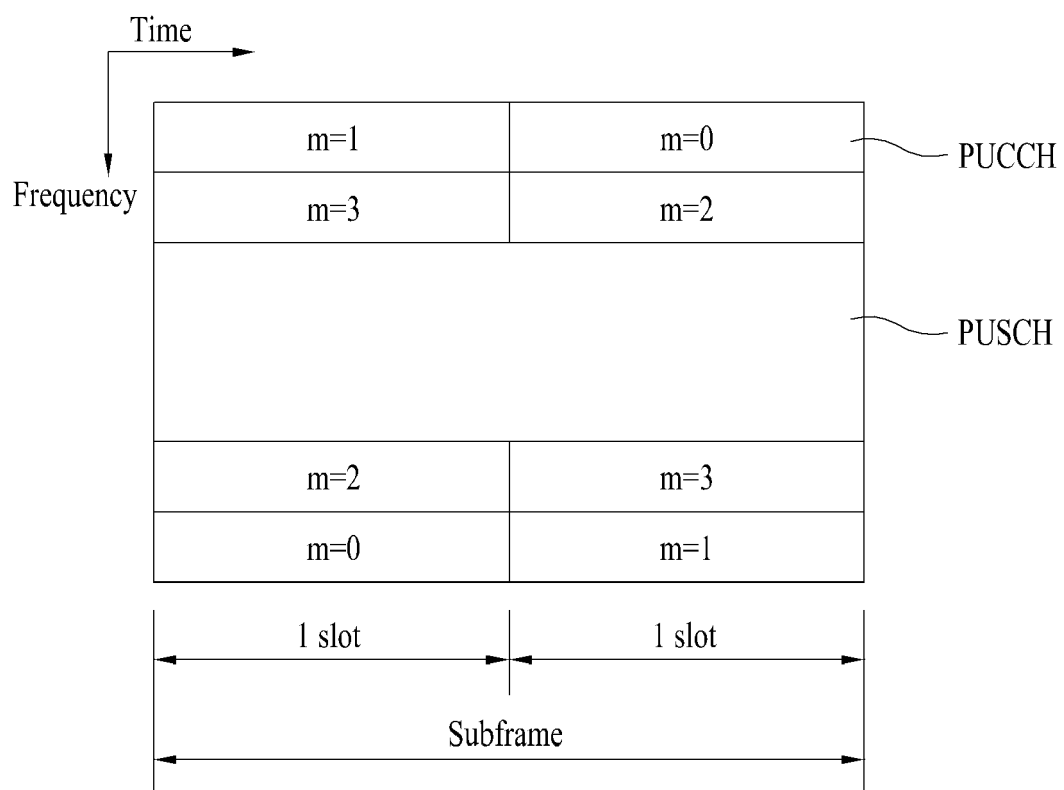 Time
Frequency
m=1 m=0 PUCCH
m=3 m=2
PUSCH
m=2 m=3
m=0 m=1
1 slot 1 slot
Subframe